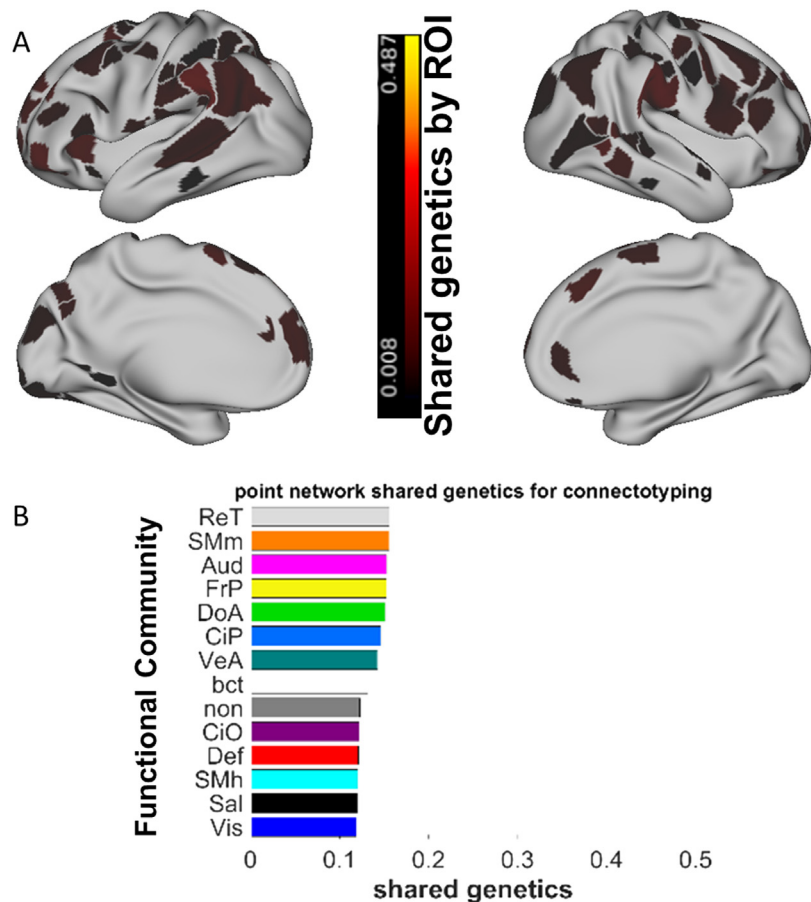 A
0.487
0.008
Shared genetics by ROI
B
point network shared genetics for connectotyping
Functional Community
ReT
SMm
Aud
FrP
DoA
CiP
VeA
bct
non
CiO
Def
SMh
Sal
Vis
0 0.1 0.2 0.3 0.4 0.5
shared genetics